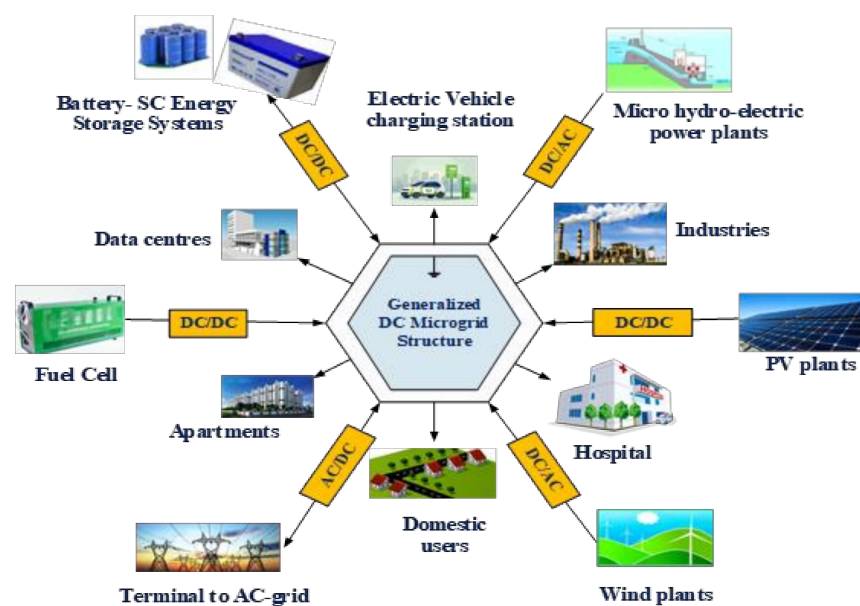 Battery- SC Energy
Storage Systems
Electric Vehicle
charging station
Micro hydro-electric
power plants
DC/DC
DC/AC
Data centres
Industries
Generalized
DC Microgrid
Structure
DC/DC
DC/DC
Fuel Cell
PV plants
Apartments
Hospital
AC/DC
DC/AC
Domestic
users
Terminal to AC-grid
Wind plants